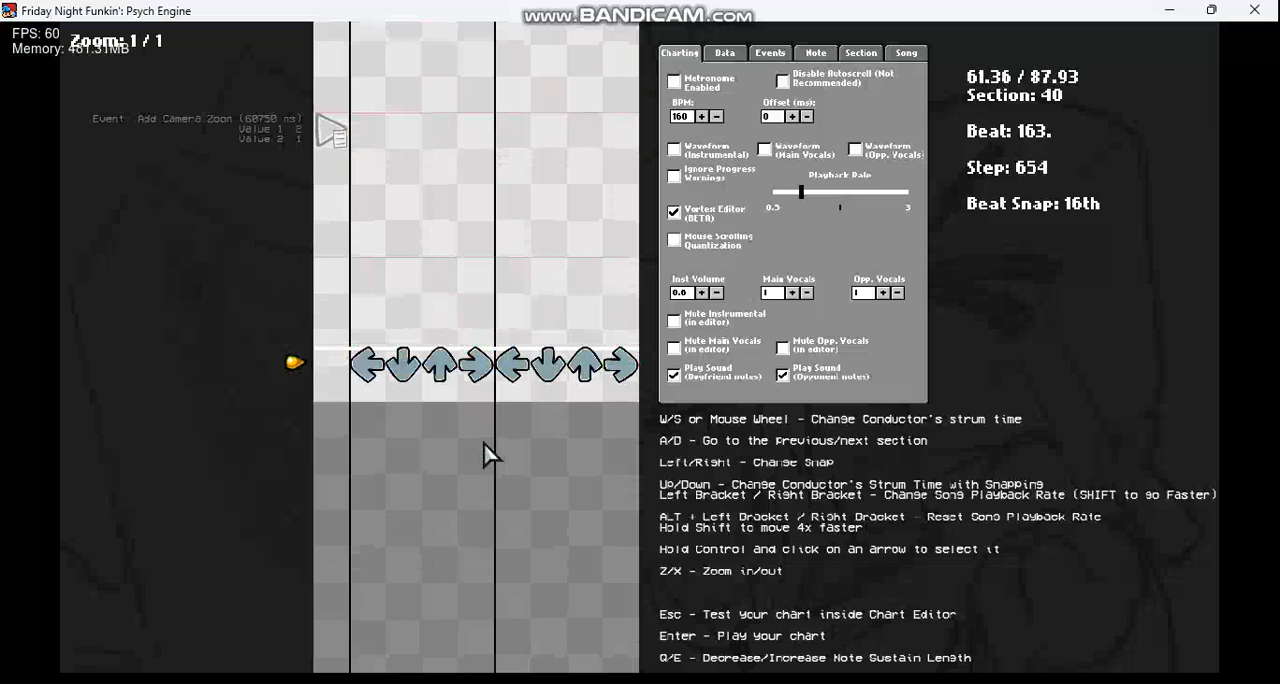 Friday Night Funkin': Psych Engine
www.BANDICAM.com
FPS: 60
Zoom: 1 / 1
Memory: 481.31MB
Event Add Camera Zoom (60750 ms)
Value 1 2
Value 2 1
Charting Data Events Note Section Song
Metronome Enabled
Disable Autoscroll (Not Recommended)
BPM:
160 + -
Offset (ms):
0 + -
Waveform (Instrumental)
Waveform (Main Vocals)
Waveform (Opp. Vocals)
Ignore Progress Warnings
Playback Rate
0.5 3
Vortex Editor (BETA)
Mouse Scrolling Quantization
Inst Volume
0.6 + -
Main Vocals
1 + -
Opp. Vocals
1 + -
Mute Instrumental (in editor)
Mute Main Vocals (in editor)
Mute Opp. Vocals (in editor)
Play Sound (Boyfriend notes)
Play Sound (Opponent notes)
61.36 / 87.93
Section: 40
Beat: 163.
Step: 654
Beat Snap: 16th
W/S or Mouse Wheel - Change Conductor's strum time
A/D - Go to the previous/next section
Left/Right - Change Snap
Up/Down - Change Conductor's Strum Time with Snapping
Left Bracket / Right Bracket - Change Song Playback Rate (SHIFT to go Faster)
ALT + Left Bracket / Right Bracket - Reset Song Playback Rate
Hold Shift to move 4x faster
Hold Control and click on an arrow to select it
Z/X - Zoom in/out
Esc - Test your chart inside Chart Editor
Enter - Play your chart
Q/E - Decrease/Increase Note Sustain Length